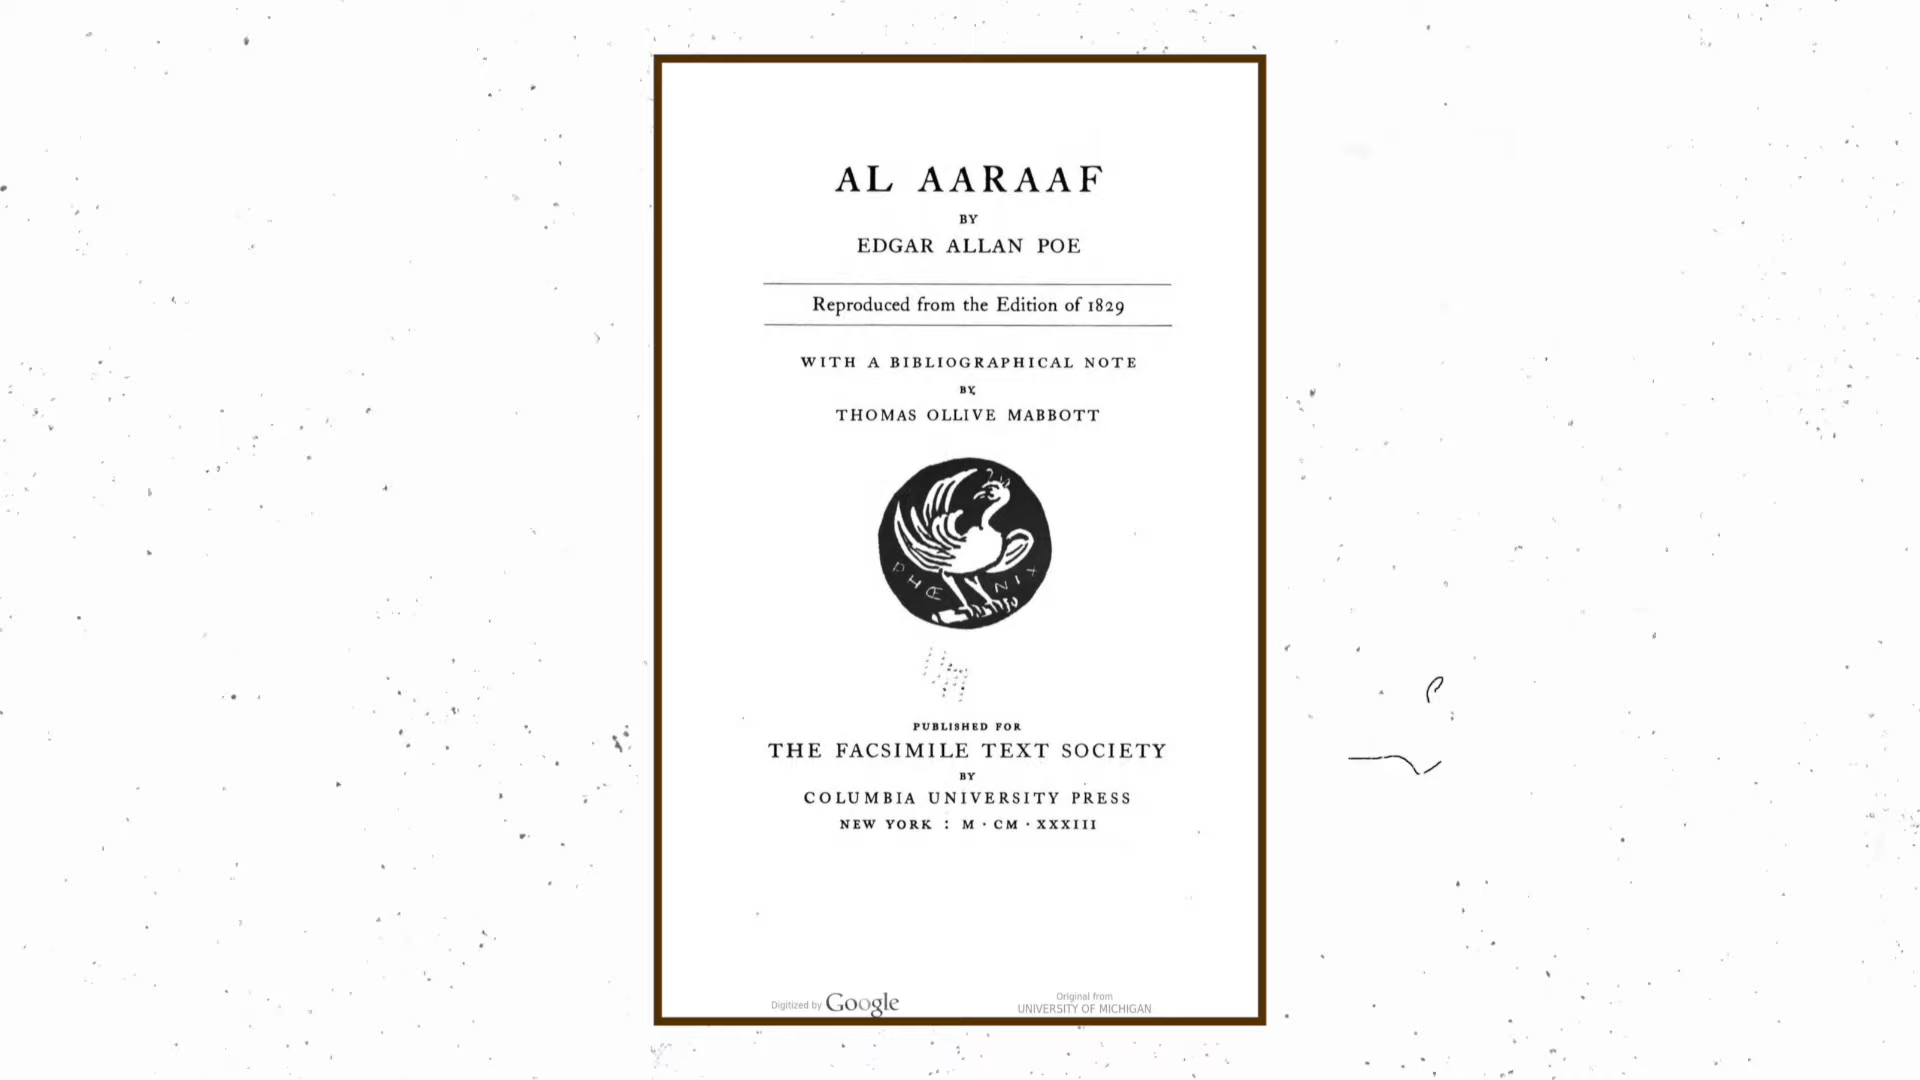 AL AARAAF
BY
EDGAR ALLAN POE
Reproduced from the Edition of 1829
WITH A BIBLIOGRAPHICAL NOTE
BY
THOMAS OLLIVE MABBOTT
PHŒNIX
PUBLISHED FOR
THE FACSIMILE TEXT SOCIETY
BY
COLUMBIA UNIVERSITY PRESS
NEW YORK : M · CM · XXXIII
Digitized by Google
Original from
UNIVERSITY OF MICHIGAN